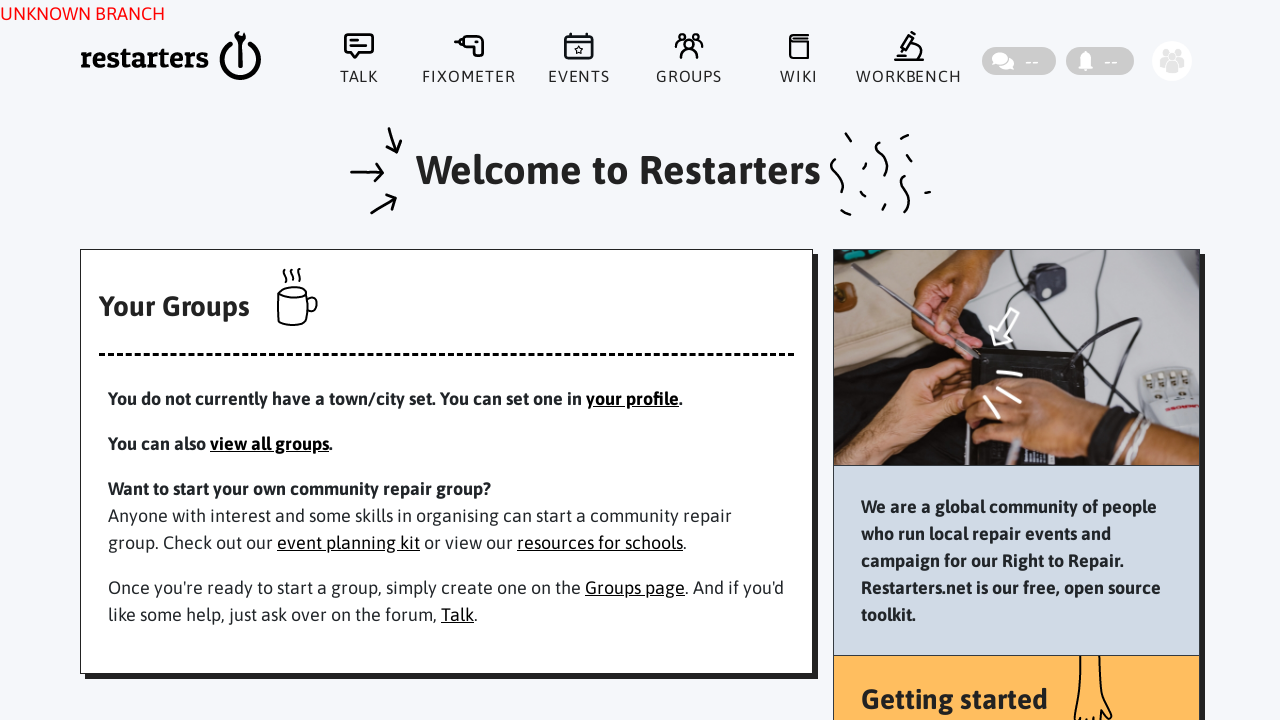 UNKNOWN BRANCH
restarters
TALK
FIXOMETER
EVENTS
GROUPS
WIKI
WORKBENCH
--
--
Welcome to Restarters
Your Groups
You do not currently have a town/city set. You can set one in your profile.
You can also view all groups.
Want to start your own community repair group?
Anyone with interest and some skills in organising can start a community repair
group. Check out our event planning kit or view our resources for schools.
Once you're ready to start a group, simply create one on the Groups page. And if you'd
like some help, just ask over on the forum, Talk.
We are a global community of people
who run local repair events and
campaign for our Right to Repair.
Restarters.net is our free, open source
toolkit.
Getting started